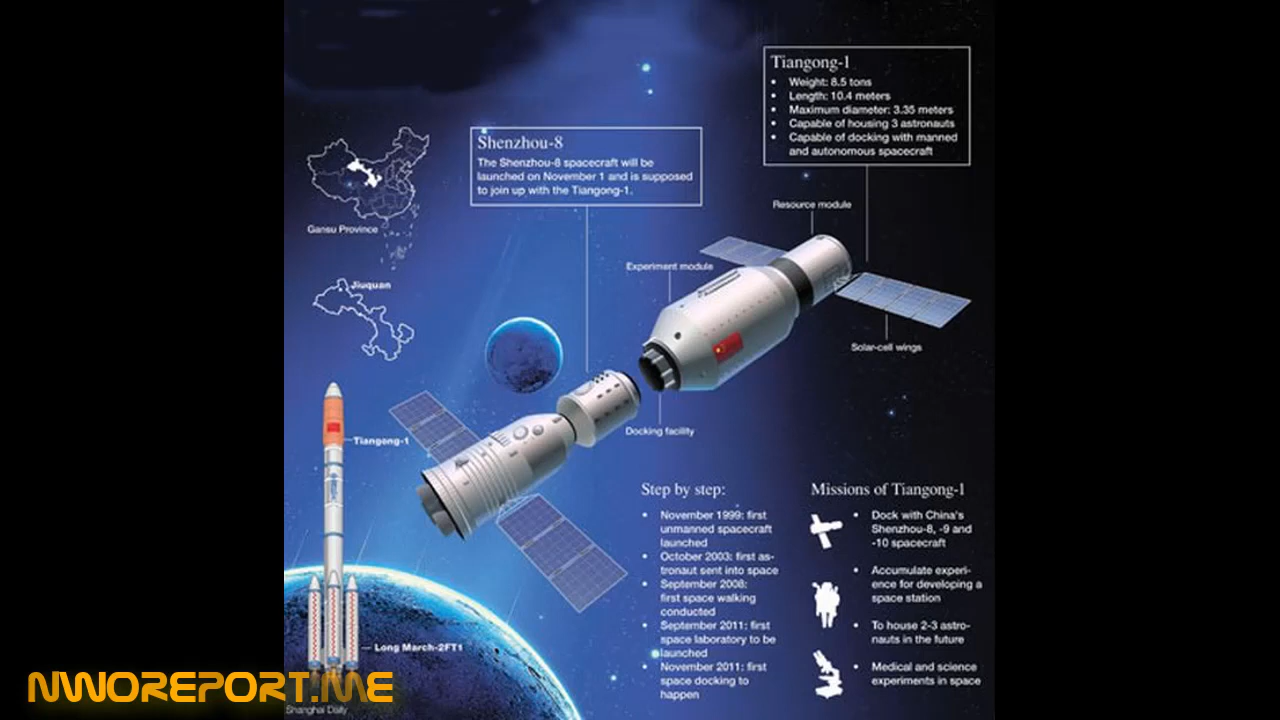 Tiangong-1
• Weight: 8.5 tons
• Length: 10.4 meters
• Maximum diameter: 3.35 meters
• Capable of housing 3 astronauts
• Capable of docking with manned
and autonomous spacecraft
Shenzhou-8
The Shenzhou-8 spacecraft will be
launched on November 1 and is supposed
to join up with the Tiangong-1.
Resource module
Gansu Province
Experiment module
Jiuquan
Solar-cell wings
Docking facility
Tiangong-1
Step by step:
• November 1999: first
unmanned spacecraft
launched
• October 2003: first as-
tronaut sent into space
• September 2008:
first space walking
conducted
• September 2011: first
space laboratory to be
launched
• November 2011: first
space docking to
happen
Missions of Tiangong-1
• Dock with China's
Shenzhou-8, -9 and
-10 spacecraft
• Accumulate experi-
ence for developing a
space station
• To house 2-3 astro-
nauts in the future
• Medical and science
experiments in space
Long March-2FT1
NWOREPORT.ME
Shanghai Daily